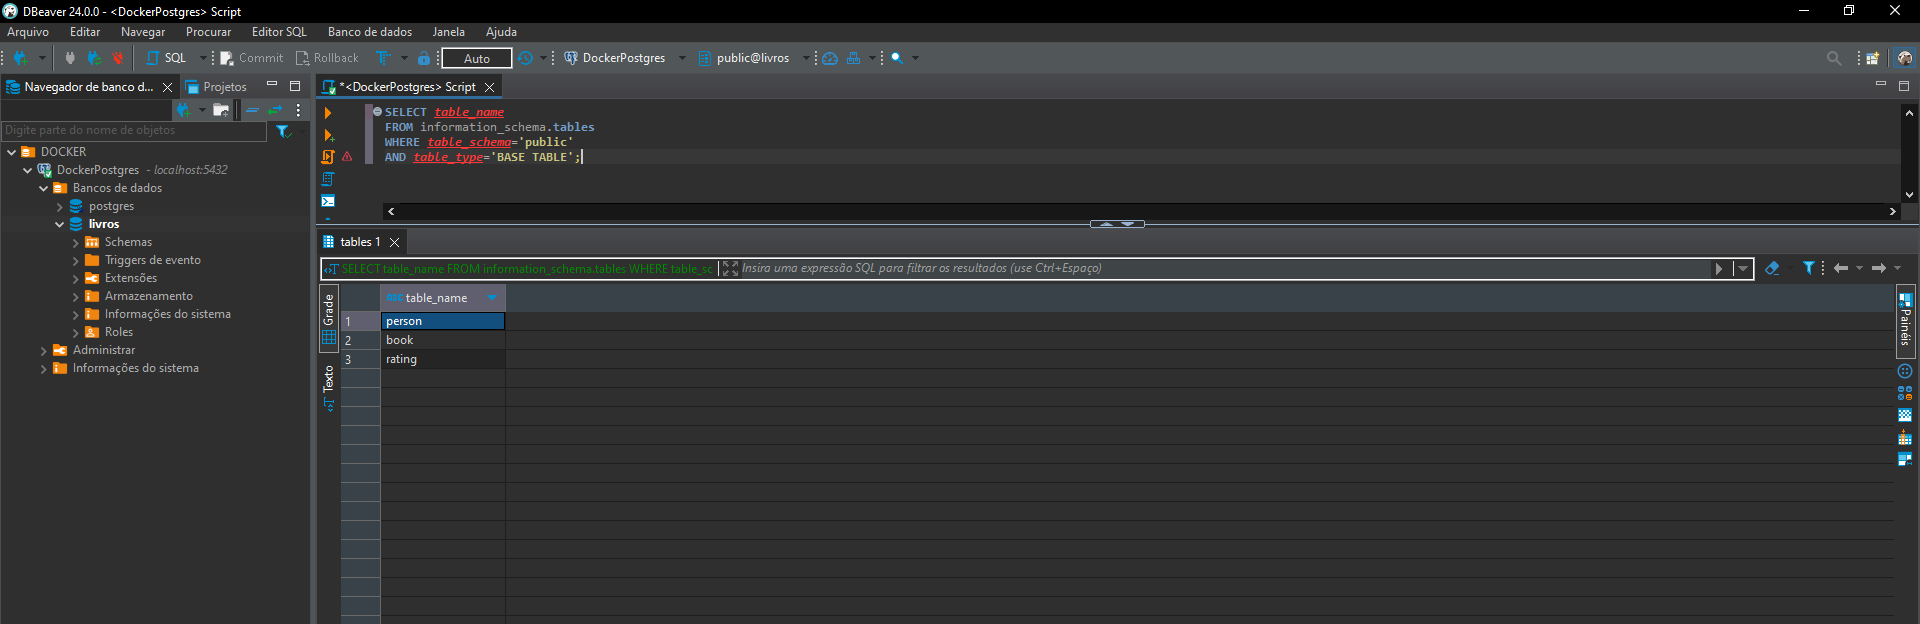 DBeaver 24.0.0 - <DockerPostgres> Script
Arquivo Editar Navegar Procurar Editor SQL Banco de dados Janela Ajuda
SQL Commit Rollback Auto DockerPostgres public@livros
Navegador de banco d... Projetos
Digite parte do nome de objetos
DOCKER
DockerPostgres - localhost:5432
Bancos de dados
postgres
livros
Schemas
Triggers de evento
Extensões
Armazenamento
Informações do sistema
Roles
Administrar
Informações do sistema
*<DockerPostgres> Script
SELECT table_name
FROM information_schema.tables
WHERE table_schema='public'
AND table_type='BASE TABLE';
tables 1
SELECT table_name FROM information_schema.tables WHERE table_sc Insira uma expressão SQL para filtrar os resultados (use Ctrl+Espaço)
Grade
Texto
table_name
1 person
2 book
3 rating
Painéis